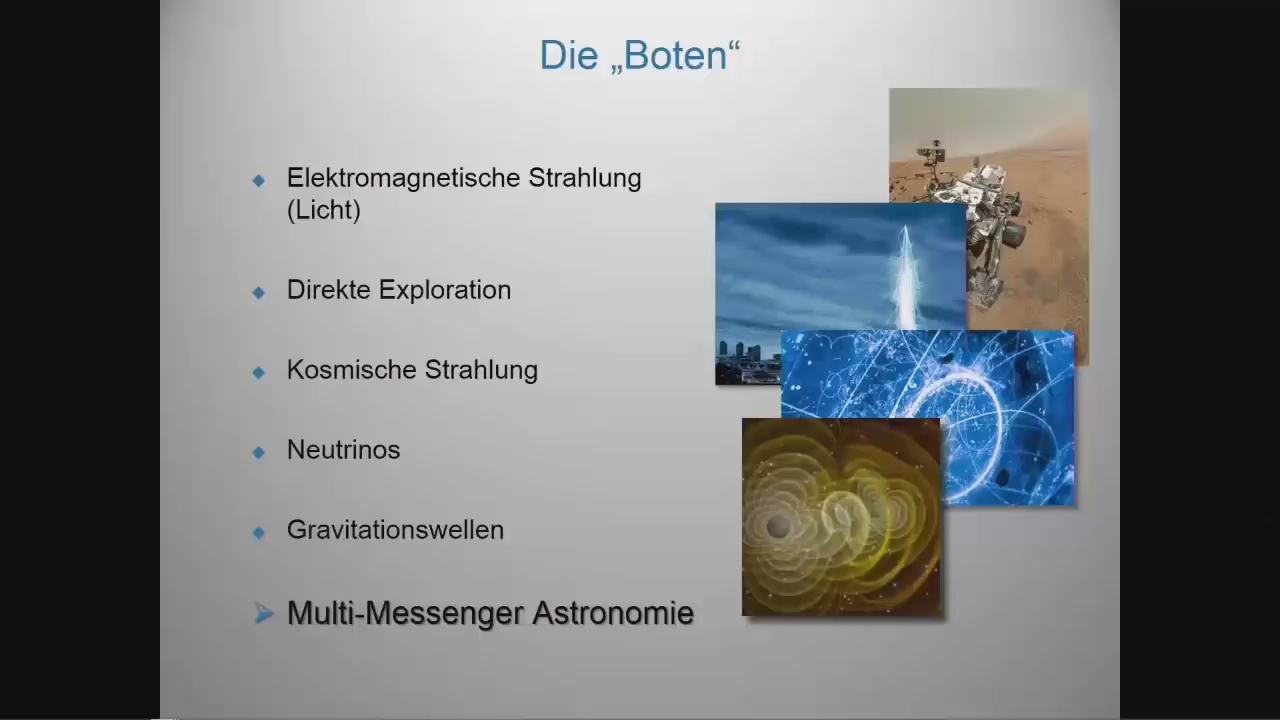 Die „Boten“
Elektromagnetische Strahlung
(Licht)
Direkte Exploration
Kosmische Strahlung
Neutrinos
Gravitationswellen
Multi-Messenger Astronomie